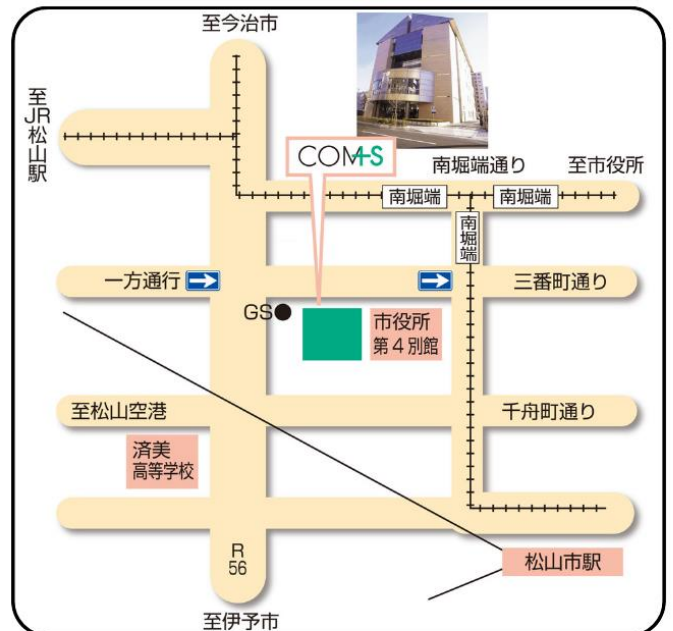 至今治市
至JR松山駅
COMS
南堀端通り
至市役所
南堀端
南堀端
南堀端
一方通行
三番町通り
GS
市役所
第4別館
至松山空港
千舟町通り
済美
高等学校
R
56
松山市駅
至伊予市